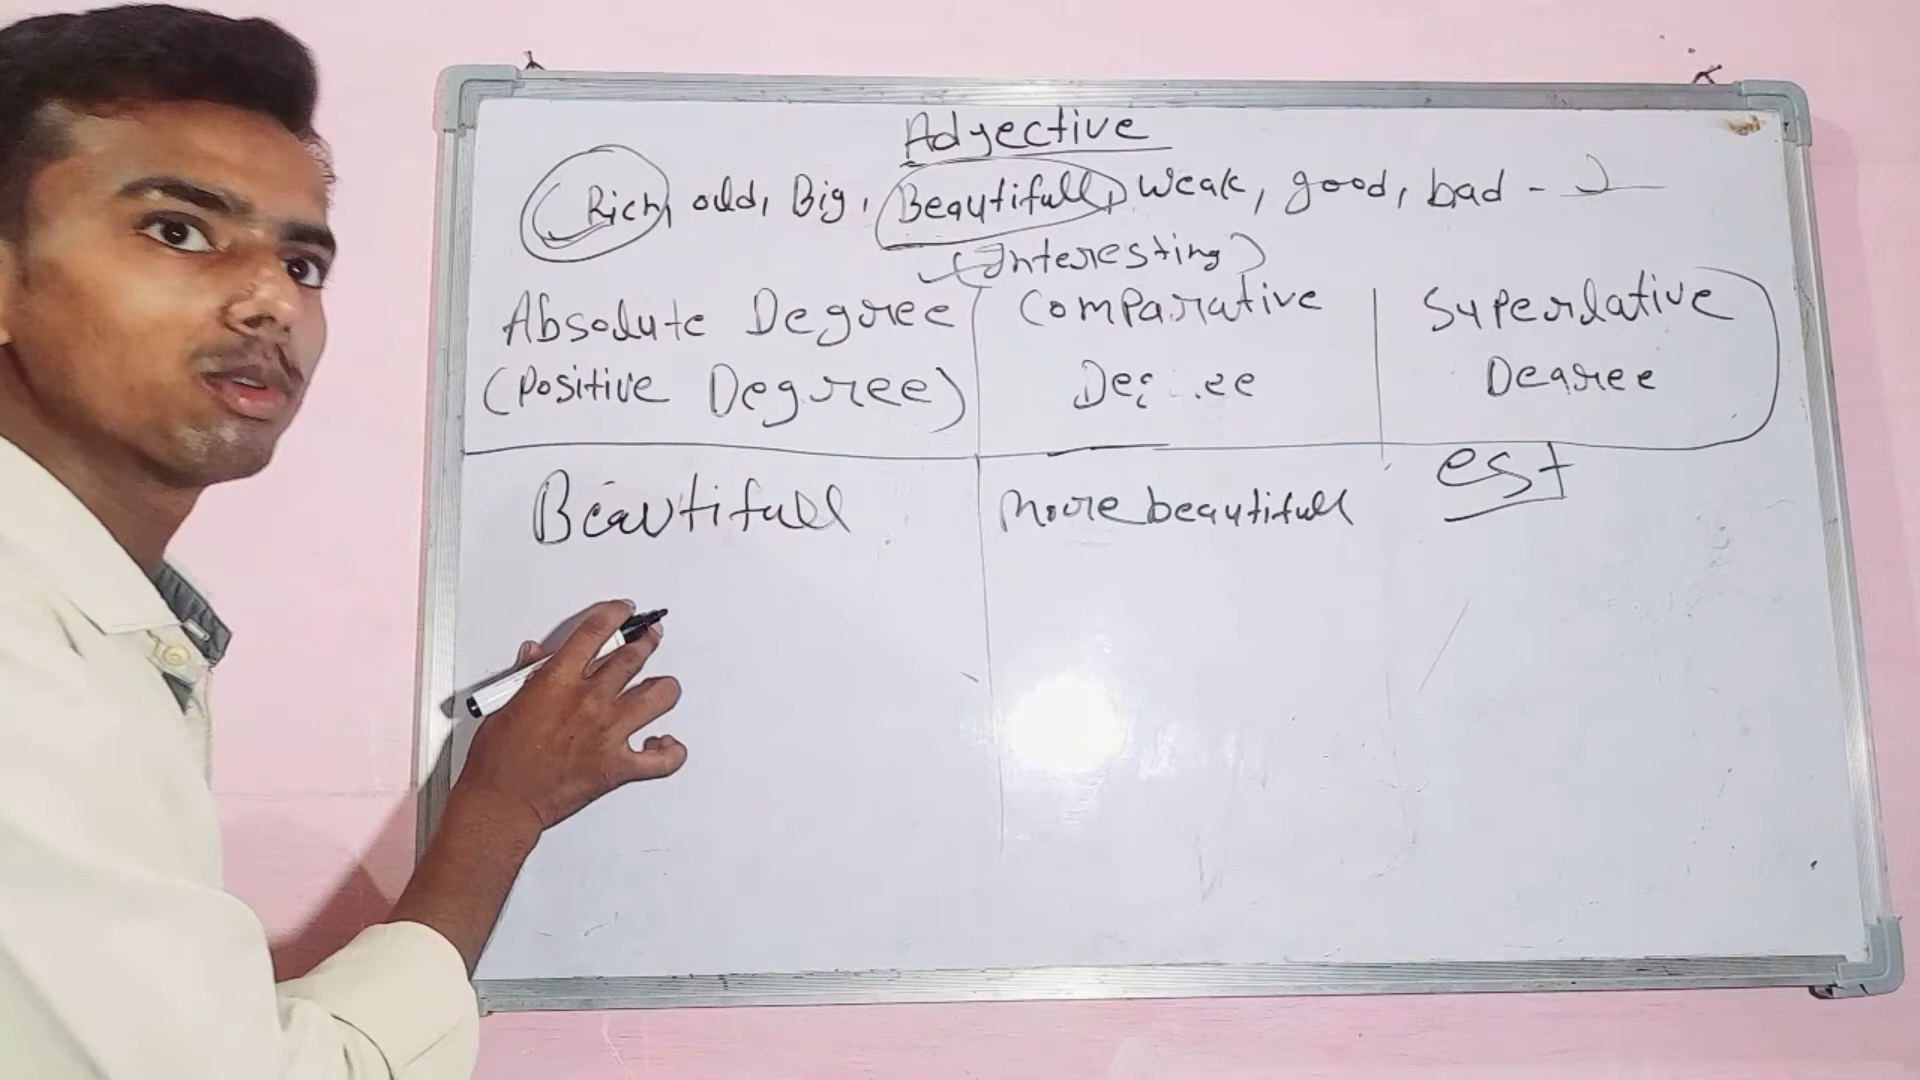 Adjective
Rich, old, Big, Beautifull, Weak, good, bad -
(Interesting)
Absolute Degree
(Positive Degree)
Comparative
Superlative
Degree
Beautifull
More beautifull
est